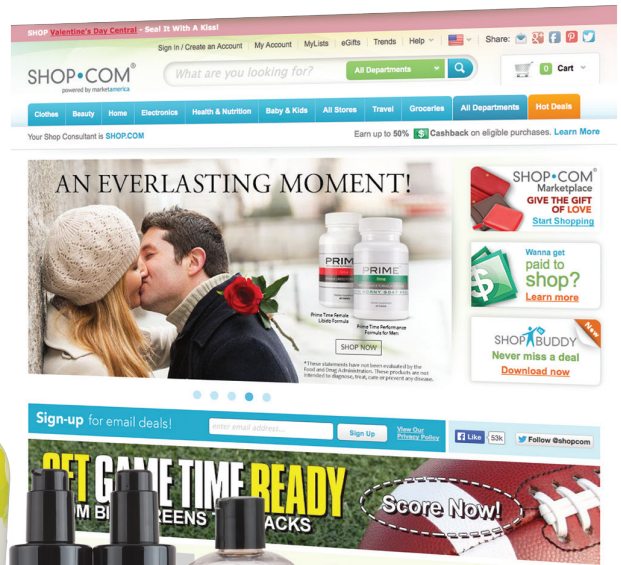 SHOP Valentine's Day Central - Seal It With A Kiss!
Sign In / Create an Account | My Account | MyLists | eGifts | Trends | Help | Share:
SHOP•COM®
powered by marketamerica
What are you looking for?
All Departments
0 Cart
Clothes Beauty Home Electronics Health & Nutrition Baby & Kids All Stores Travel Groceries All Departments Hot Deals
Your Shop Consultant is SHOP.COM
Earn up to 50% $ Cashback on eligible purchases. Learn More
AN EVERLASTING MOMENT!
PRIM
PRIME
Prime Time Female
Libido Formula
Prime Time Performance
Formula for Men
SHOP NOW
*These statements have not been evaluated by the
Food and Drug Administration. These products are not
intended to diagnose, treat, cure or prevent any disease.
SHOP•COM®
Marketplace
GIVE THE GIFT
OF LOVE
Start Shopping
Wanna get
paid to
shop?
Learn more
New
SHOP BUDDY
Never miss a deal
Download now
Sign-up for email deals!
enter email address...
Sign Up
View Our
Privacy Policy
Like 53k
Follow @shopcom
GET GAME TIME READY
Score Now!